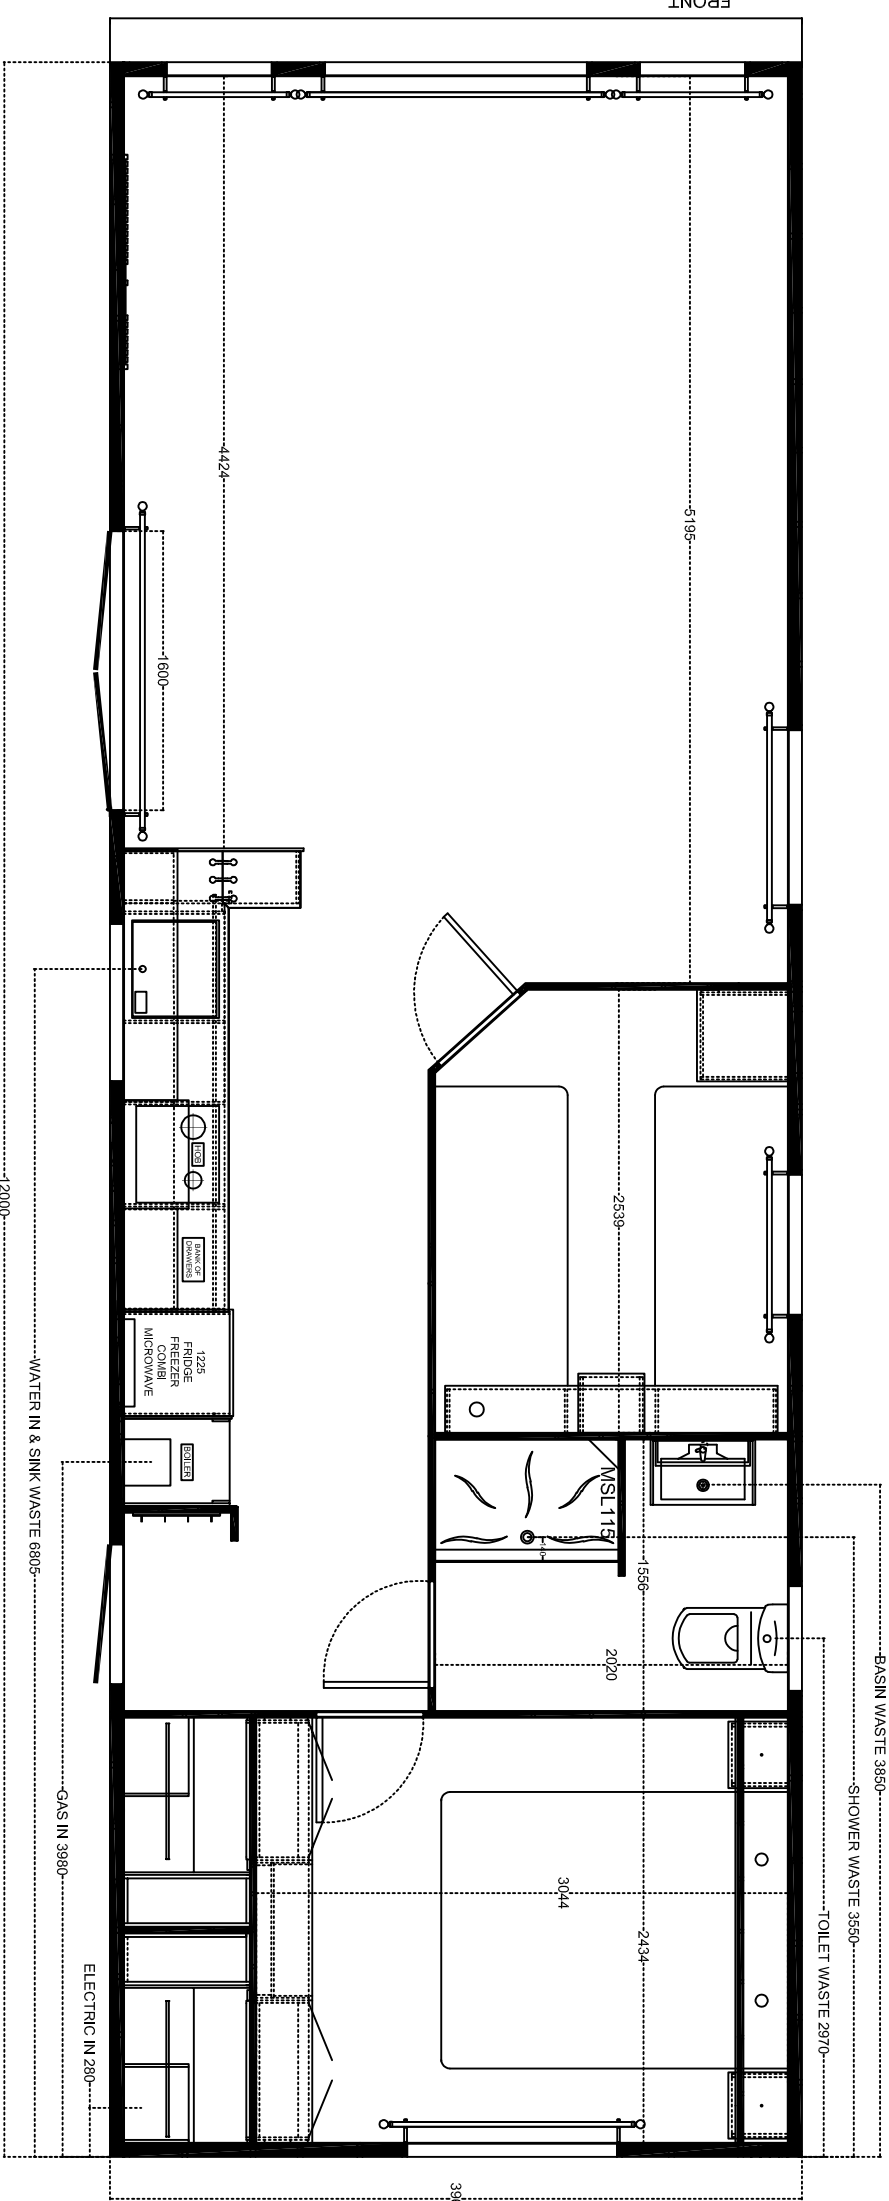 FRONT
4424
5195
1600
12000
WATER IN & SINK WASTE 6805
HOB
BANK OF
DRAWERS
1225
FRIDGE
FREEZER
COMBI
MICROWAVE
BOILER
2539
MSL115
140
1556
2020
BASIN WASTE 3850
SHOWER WASTE 3550
TOILET WASTE 2970
GAS IN 3980
ELECTRIC IN 280
3044
2434